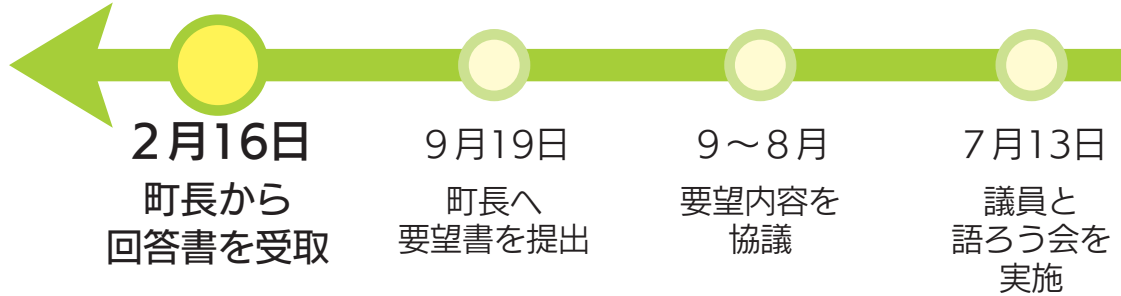 7月13日
議員と
語ろう会を
実施
9～8月
要望内容を
協議
9月19日
町長へ
要望書を提出
2月16日
町長から
回答書を受取